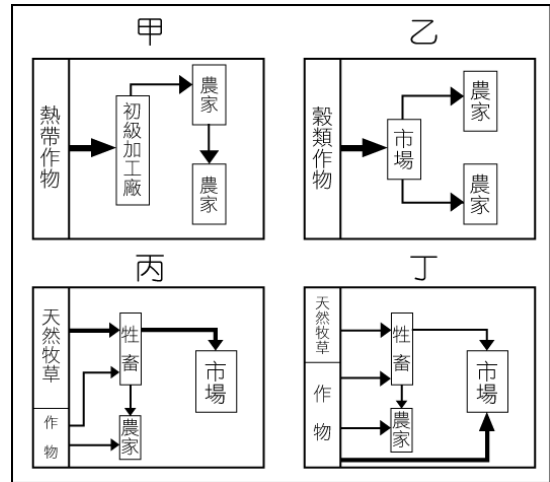 甲
熱帶作物
初級加工廠
農家
農家
乙
穀類作物
市場
農家
農家
丙
天然牧草
作物
牲畜
農家
市場
丁
天然牧草
作物
牲畜
農家
市場